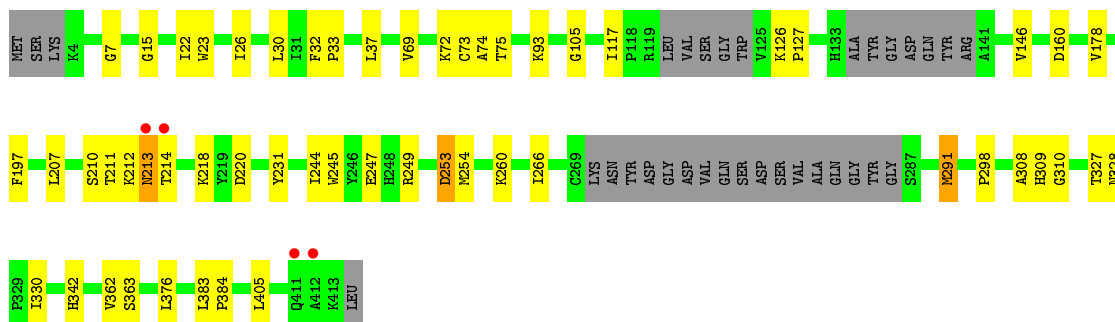 MET SER LYS K4 G7 G15 I22 W23 I26 L30 I31 F32 P33 L37 V69 K72 C73 A74 T75 K93 G105 I117 P118 R119 LEU VAL SER GLY TRP V125 K126 P127 H133 ALA TYR GLY ASP GLN TYR ARG A141 V146 D160 V178
F197 L207 S210 T211 K212 N213 T214 K218 Y219 D220 Y231 I244 W245 Y246 E247 H248 R249 D253 M254 K260 I266 C269 LYS ASN TYR ASP GLY ASP VAL GLN SER ASP SER VAL ALA GLN GLY TYR GLY S287 M291 P298 A308 H309 G310 T327 N328
P329 I330 H342 V362 S363 L376 L383 P384 L405 Q411 A412 K413 LEU